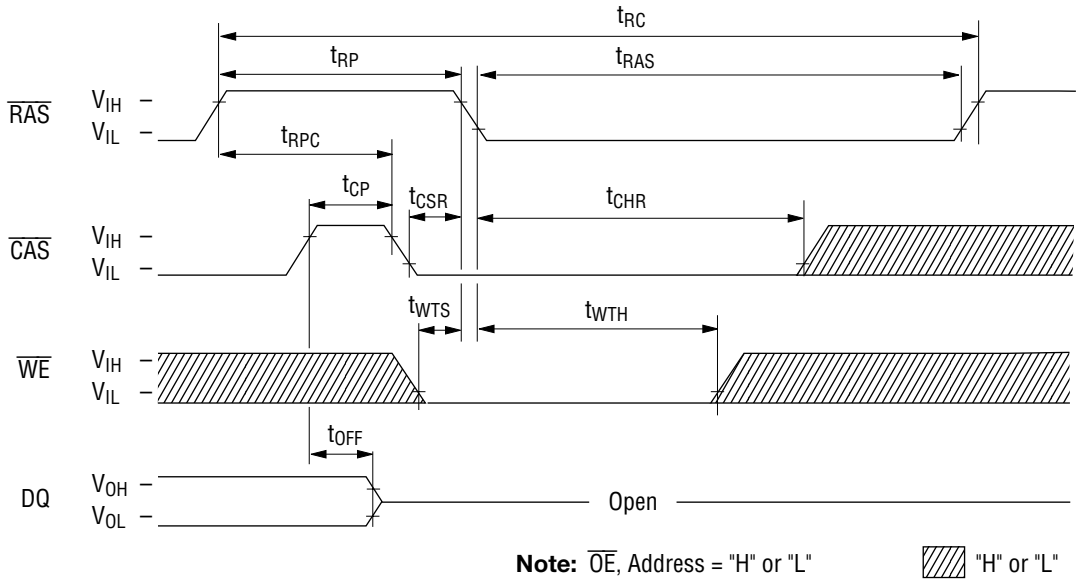 tRC
tRP
tRAS
RAS
VIH
VIL
tRPC
tCP
tCSR
tCHR
CAS
VIH
VIL
tWTS
tWTH
WE
VIH
VIL
tOFF
DQ
VOH
VOL
Open
Note: OE, Address = "H" or "L"
"H" or "L"